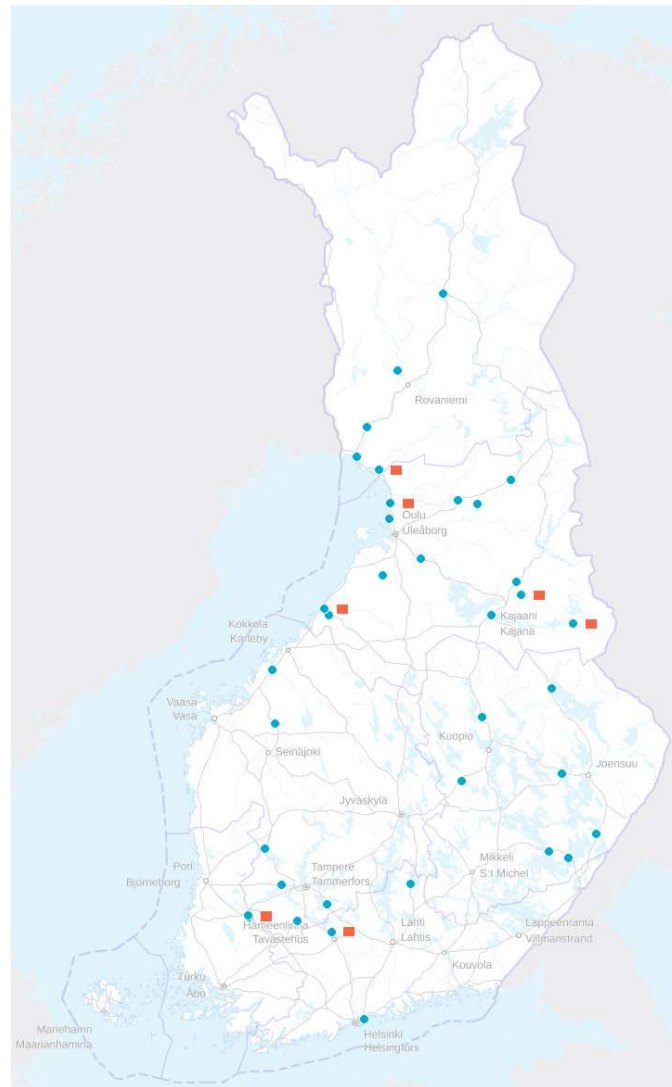 Rovaniemi
Oulu
Uleåborg
Kajaani
Kajana
Kokkola
Karleby
Vaasa
Vasa
Seinäjoki
Kuopio
Joensuu
Jyväskylä
Mikkeli
S:t Michel
Pori
Björneborg
Tampere
Tammerfors
Hämeenlinna
Tavastehus
Lahti
Lahtis
Lappeenranta
Villmanstrand
Kouvola
Turku
Åbo
Mariehamn
Maarianhamina
Helsinki
Helsingfors